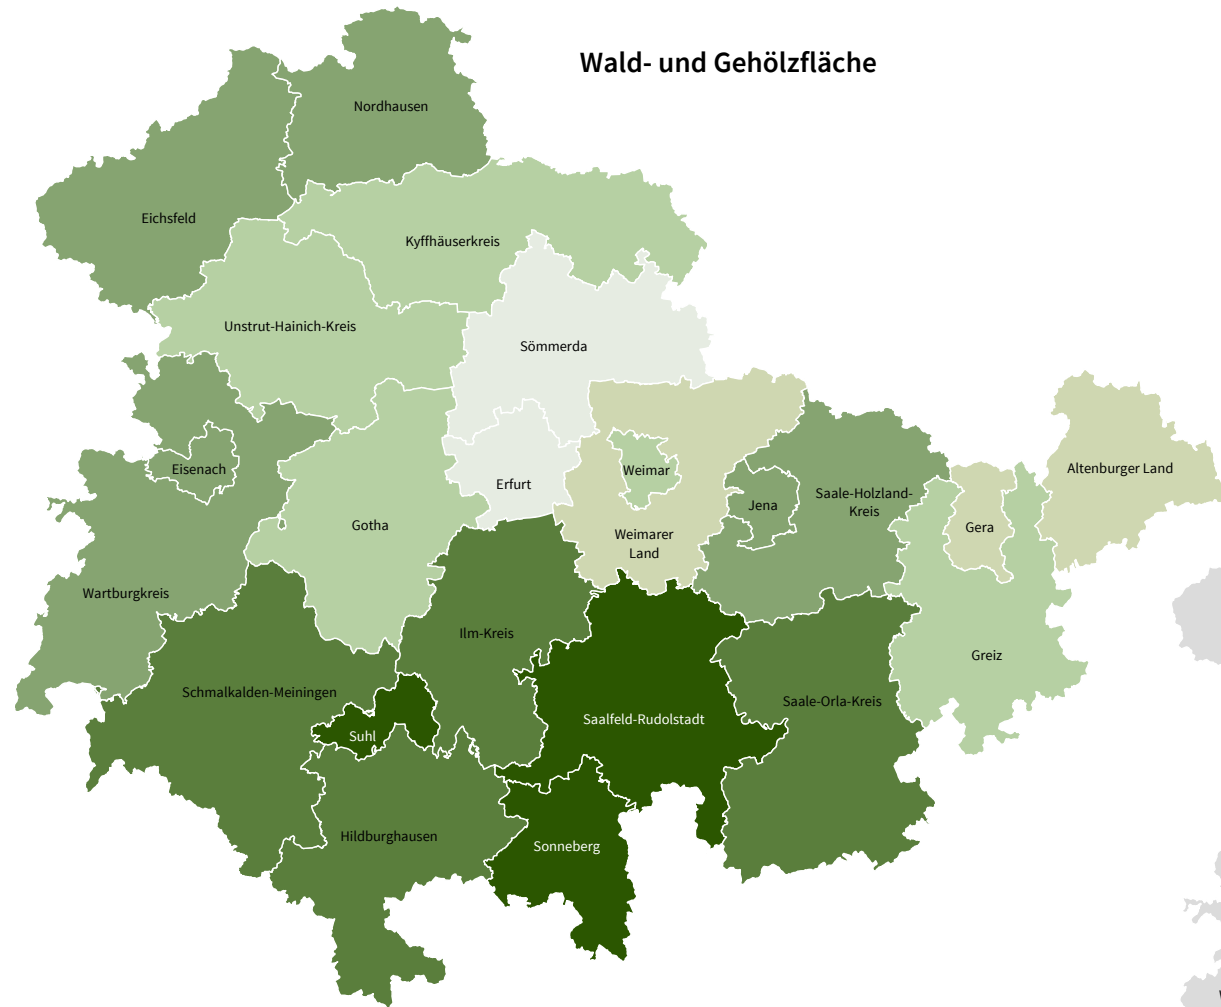 Wald- und Gehölzfläche
Nordhausen
Eichsfeld
Kyffhäuserkreis
Unstrut-Hainich-Kreis
Sömmerda
Eisenach
Erfurt
Weimar
Altenburger Land
Jena
Saale-Holzland-
Kreis
Gotha
Gera
Weimarer
Land
Wartburgkreis
Ilm-Kreis
Greiz
Schmalkalden-Meiningen
Saale-Orla-Kreis
Saalfeld-Rudolstadt
Suhl
Hildburghausen
Sonneberg